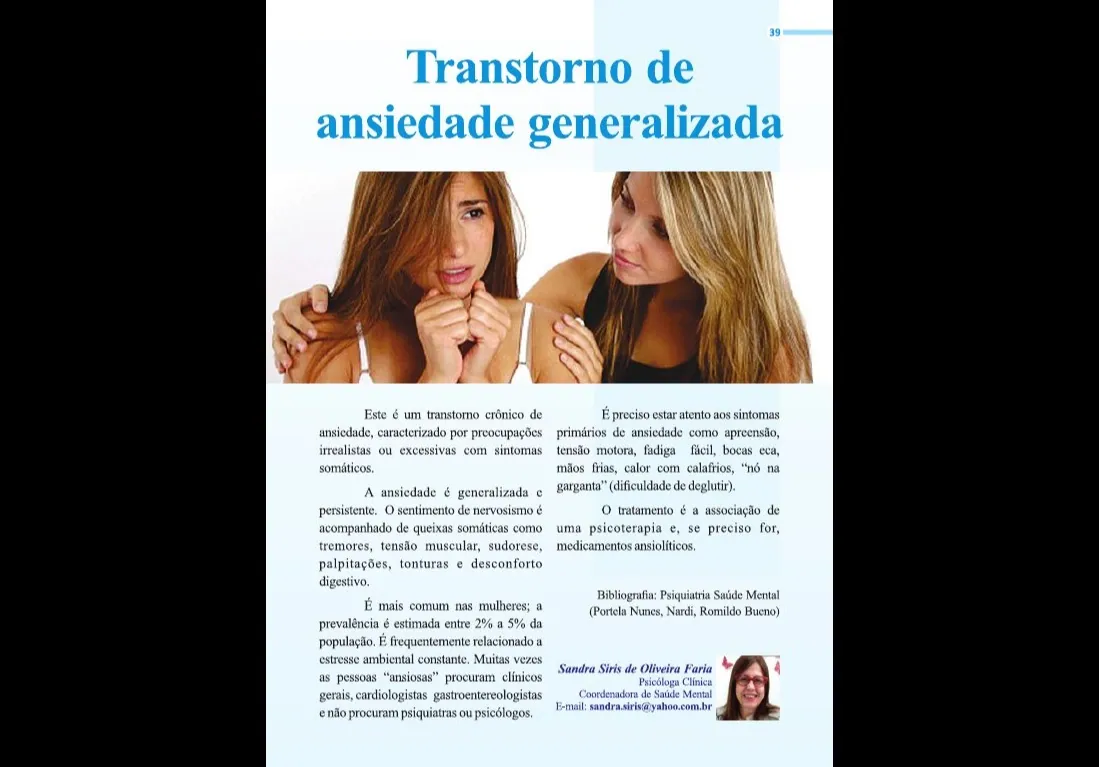 39
Transtorno de
ansiedade generalizada
Este é um transtorno crônico de
ansiedade, caracterizado por preocupações
irrealistas ou excessivas com sintomas
somáticos.
A ansiedade é generalizada e
persistente. O sentimento de nervosismo é
acompanhado de queixas somáticas como
tremores, tensão muscular, sudorese,
palpitações, tonturas e desconforto
digestivo.
É mais comum nas mulheres; a
prevalência é estimada entre 2% a 5% da
população. É frequentemente relacionado a
estresse ambiental constante. Muitas vezes
as pessoas “ansiosas” procuram clínicos
gerais, cardiologistas gastroentereologistas
e não procuram psiquiatras ou psicólogos.
É preciso estar atento aos sintomas
primários de ansiedade como apreensão,
tensão motora, fadiga fácil, bocas eca,
mãos frias, calor com calafrios, “nó na
garganta” (dificuldade de deglutir).
O tratamento é a associação de
uma psicoterapia e, se preciso for,
medicamentos ansiolíticos.
Bibliografia: Psiquiatria Saúde Mental
(Portela Nunes, Nardi, Romildo Bueno)
Sandra Siris de Oliveira Faria
Psicóloga Clínica
Coordenadora de Saúde Mental
E-mail: sandra.siris@yahoo.com.br